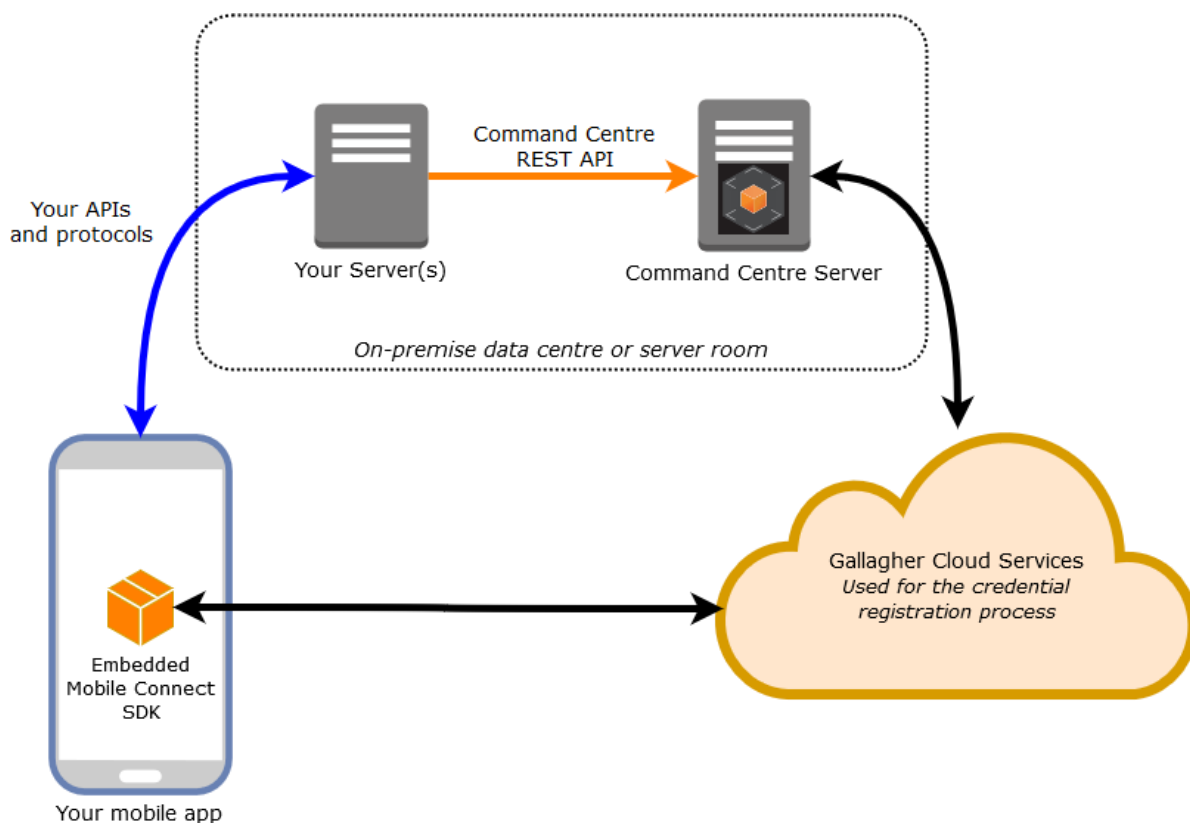 Command Centre
REST API
Your APIs
and protocols
Your Server(s)
Command Centre Server
On-premise data centre or server room
Gallagher Cloud Services
Used for the credential
registration process
Embedded
Mobile Connect
SDK
Your mobile app